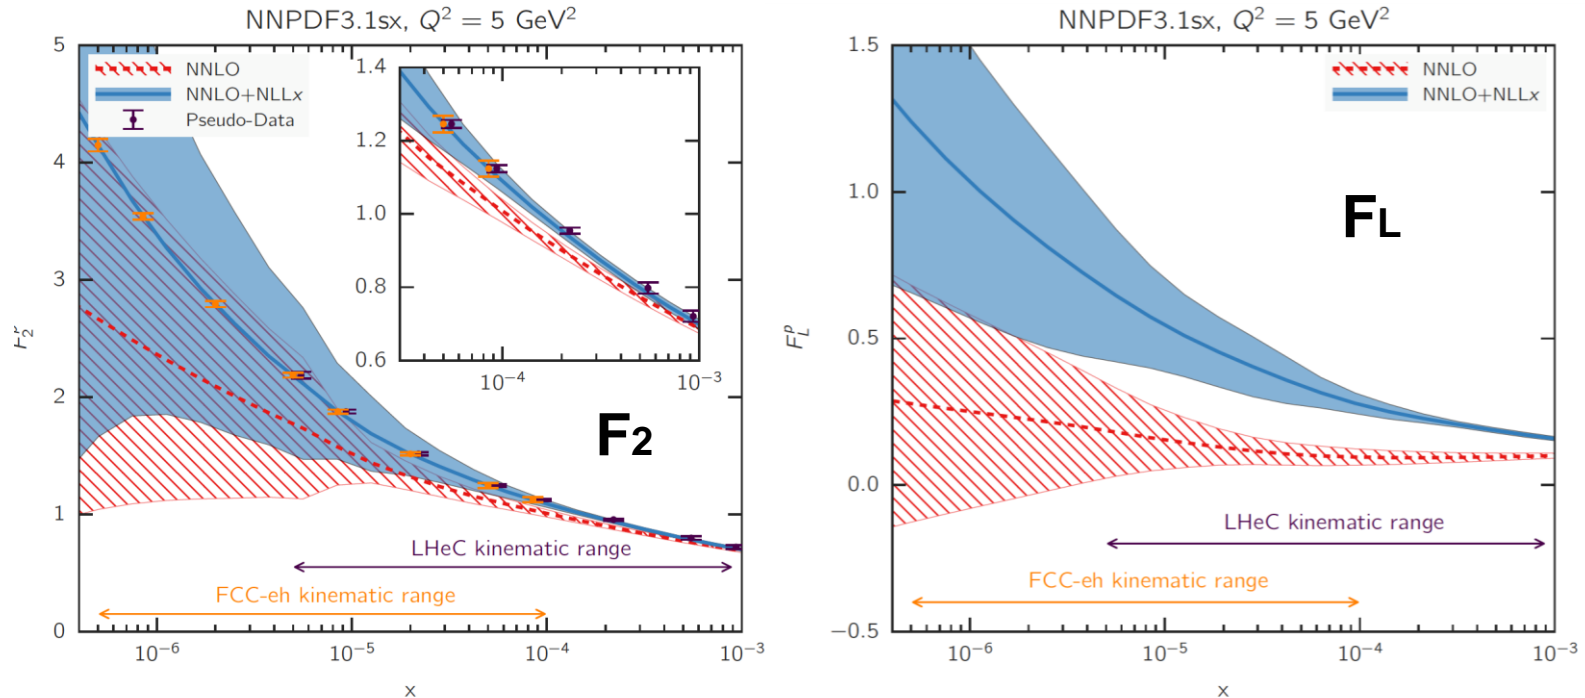 NNPDF3.1sx, Q² = 5 GeV²
5
4
3
2
1
0
F₂ᵖ
NNLO
NNLO+NLLx
Pseudo-Data
1.4
1.2
1.0
0.8
0.6
10⁻⁴
10⁻³
F₂
LHeC kinematic range
FCC-eh kinematic range
10⁻⁶
10⁻⁵
10⁻⁴
10⁻³
x
NNPDF3.1sx, Q² = 5 GeV²
1.5
1.0
0.5
0.0
−0.5
F_L^p
NNLO
NNLO+NLLx
FL
LHeC kinematic range
FCC-eh kinematic range
10⁻⁶
10⁻⁵
10⁻⁴
10⁻³
x